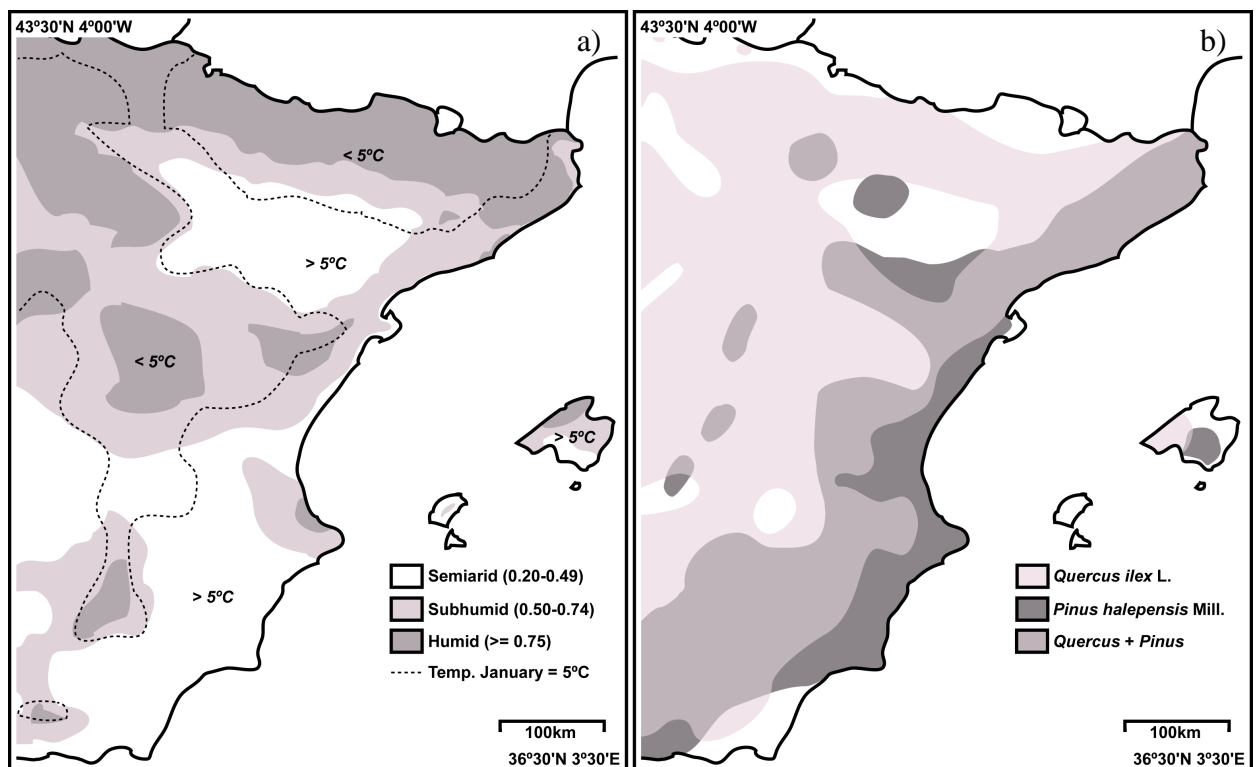 43º30'N 4º00'W
a)
< 5ºC
> 5ºC
< 5ºC
> 5ºC
> 5ºC
Semiarid (0.20-0.49)
Subhumid (0.50-0.74)
Humid (>= 0.75)
Temp. January = 5ºC
100km
36º30'N 3º30'E
43º30'N 4º00'W
b)
Quercus ilex L.
Pinus halepensis Mill.
Quercus + Pinus
100km
36º30'N 3º30'E